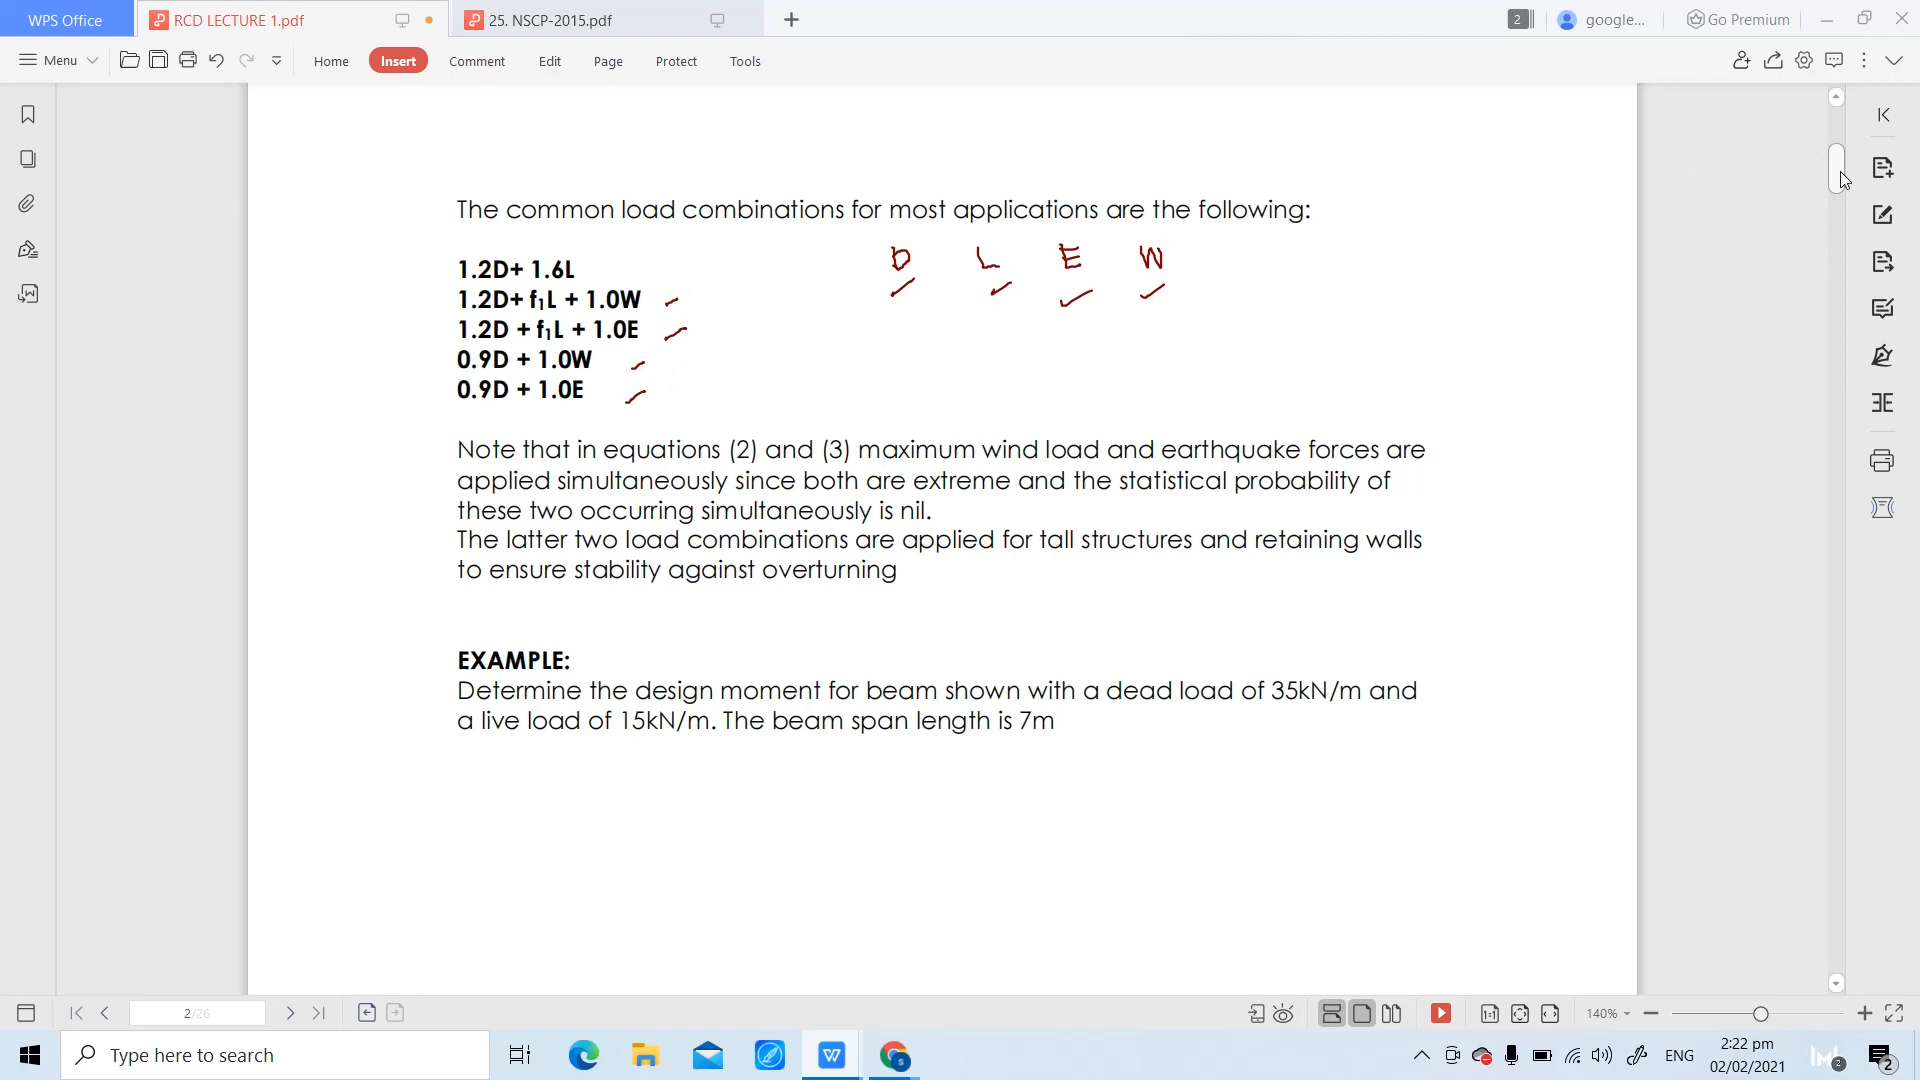 WPS Office
RCD LECTURE 1.pdf
25. NSCP-2015.pdf
2
google...
Go Premium
Menu
Home
Insert
Comment
Edit
Page
Protect
Tools
The common load combinations for most applications are the following:
D L E W
1.2D+ 1.6L
1.2D+ f₁L + 1.0W
1.2D + f₁L + 1.0E
0.9D + 1.0W
0.9D + 1.0E
Note that in equations (2) and (3) maximum wind load and earthquake forces are
applied simultaneously since both are extreme and the statistical probability of
these two occurring simultaneously is nil.
The latter two load combinations are applied for tall structures and retaining walls
to ensure stability against overturning
EXAMPLE:
Determine the design moment for beam shown with a dead load of 35kN/m and
a live load of 15kN/m. The beam span length is 7m
2/26
1:1
140%
Type here to search
ENG
2:22 pm
02/02/2021
2
2